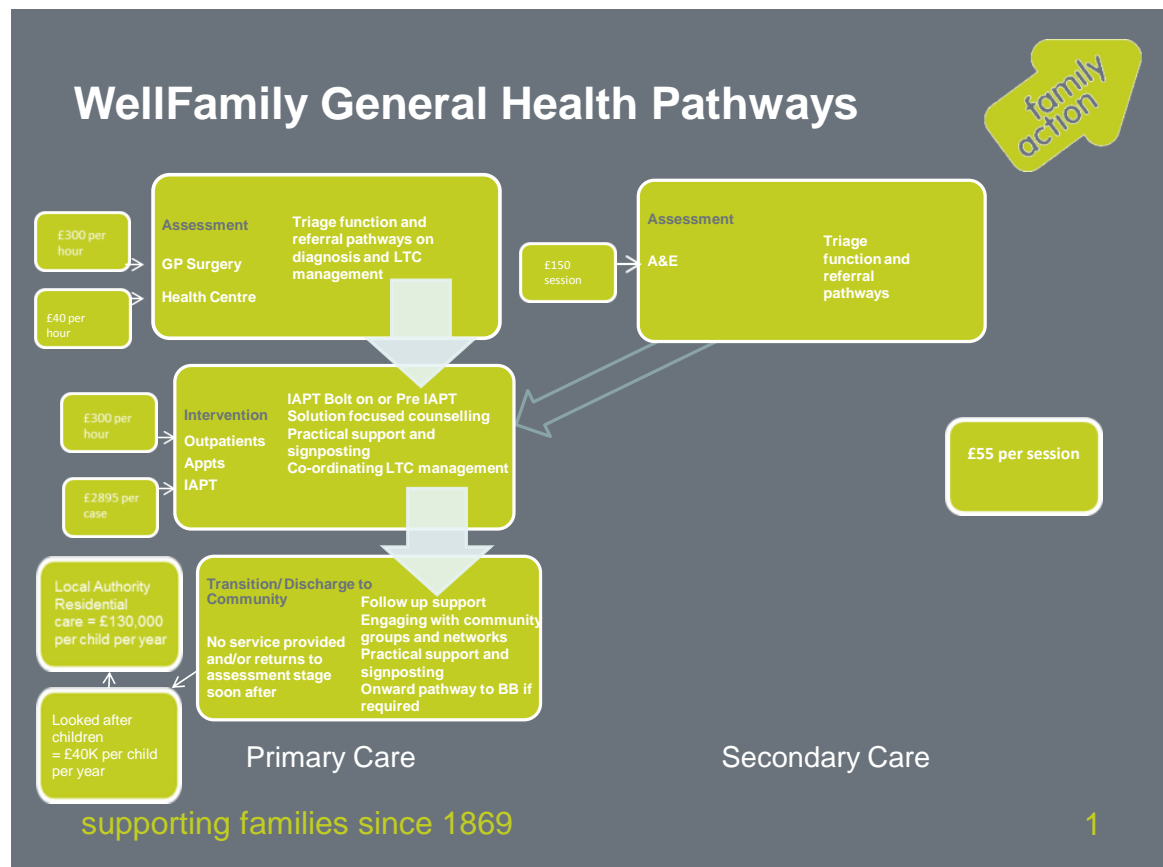 WellFamily General Health Pathways
family
action
£300 per
hour
£40 per
hour
Assessment
GP Surgery
Health Centre
Triage function and
referral pathways on
diagnosis and LTC
management
£150
session
Assessment
A&E
Triage
function and
referral
pathways
£300 per
hour
£2895 per
case
Intervention
Outpatients
Appts
IAPT
IAPT Bolt on or Pre IAPT
Solution focused counselling
Practical support and
signposting
Co-ordinating LTC management
£55 per session
Local Authority
Residential
care = £130,000
per child per year
Looked after
children
= £40K per child
per year
Transition/ Discharge to
Community
No service provided
and/or returns to
assessment stage
soon after
Follow up support
Engaging with community
groups and networks
Practical support and
signposting
Onward pathway to BB if
required
Primary Care
Secondary Care
supporting families since 1869
1